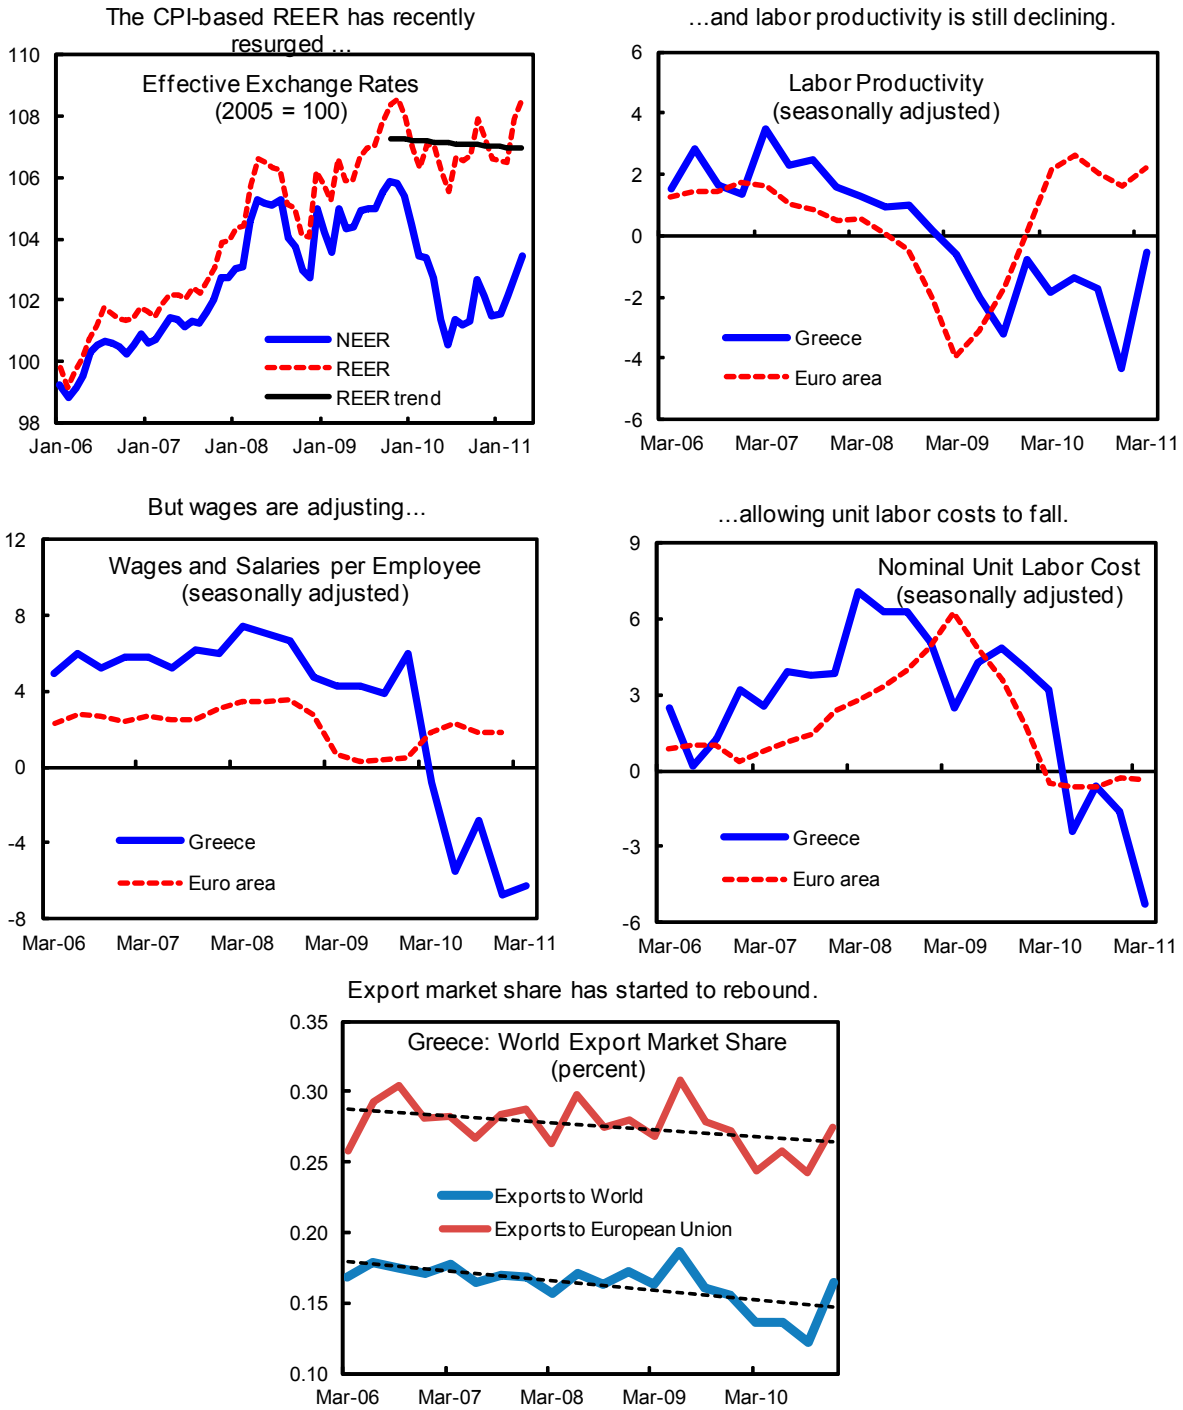 The CPI-based REER has recently
resurged ...
Effective Exchange Rates
(2005 = 100)
110
108
106
104
102
100
98
NEER
REER
REER trend
Jan-06 Jan-07 Jan-08 Jan-09 Jan-10 Jan-11
...and labor productivity is still declining.
Labor Productivity
(seasonally adjusted)
6
4
2
0
-2
-4
-6
Greece
Euro area
Mar-06 Mar-07 Mar-08 Mar-09 Mar-10 Mar-11
But wages are adjusting...
Wages and Salaries per Employee
(seasonally adjusted)
12
8
4
0
-4
-8
Greece
Euro area
Mar-06 Mar-07 Mar-08 Mar-09 Mar-10 Mar-11
...allowing unit labor costs to fall.
Nominal Unit Labor Cost
(seasonally adjusted)
9
6
3
0
-3
-6
Greece
Euro area
Mar-06 Mar-07 Mar-08 Mar-09 Mar-10 Mar-11
Export market share has started to rebound.
Greece: World Export Market Share
(percent)
0.35
0.30
0.25
0.20
0.15
0.10
Exports to World
Exports to European Union
Mar-06 Mar-07 Mar-08 Mar-09 Mar-10